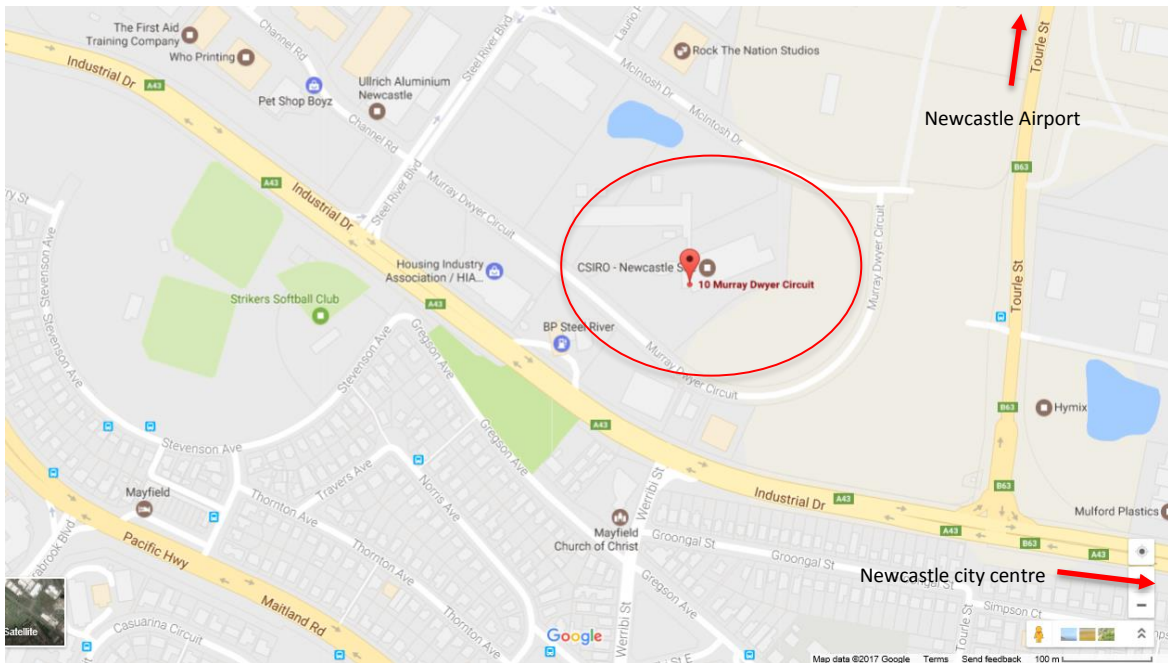 The First Aid
Training Company
Who Printing
Channel Rd
Pet Shop Boyz
Ullrich Aluminium
Newcastle
Industrial Dr
A43
Steel River Blvd
Rock The Nation Studios
McIntosh Dr
McIntosh Dr
Tourle St
Newcastle Airport
B63
Channel Rd
Steel River Blvd
Murray Dwyer Circuit
A43
Industrial Dr
Stevenson Ave
Housing Industry
Association / HIA...
CSIRO - Newcastle S
10 Murray Dwyer Circuit
Murray Dwyer Circuit
Tourle St
Strikers Softball Club
A43
BP Steel River
Stevenson Ave
Gregson Ave
Murray Dwyer Circuit
Stevenson Ave
Gregson Ave
A43
B63
Hymix
Travers Ave
Norris Ave
Mayfield
Thornton Ave
Werribi St
Industrial Dr
A43
B63
Mulford Plastics
Mayfield
Church of Christ
Groongal St
Groongal St
A43
B63
A43
Pacific Hwy
Thornton Ave
Gregson Ave
Newcastle city centre
Maitland Rd
Thornton Ave
Simpson Ct
Satellite
Casuarina Circuit
Google
Werribi St
Tourle St
Map data ©2017 Google Terms Send feedback 100 m